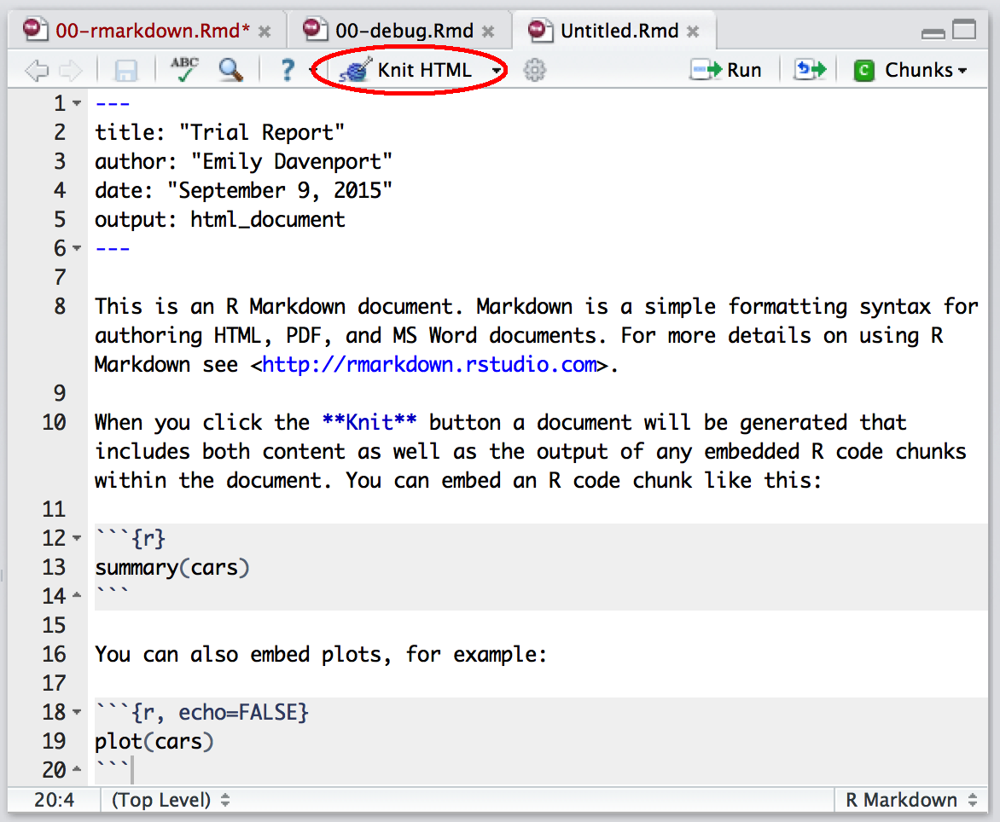 00-rmarkdown.Rmd* 00-debug.Rmd Untitled.Rmd
ABC ? Knit HTML Run C Chunks
1 ---
2 title: "Trial Report"
3 author: "Emily Davenport"
4 date: "September 9, 2015"
5 output: html_document
6 ---
7
8 This is an R Markdown document. Markdown is a simple formatting syntax for
authoring HTML, PDF, and MS Word documents. For more details on using R
Markdown see <http://rmarkdown.rstudio.com>.
9
10 When you click the **Knit** button a document will be generated that
includes both content as well as the output of any embedded R code chunks
within the document. You can embed an R code chunk like this:
11
12 ```{r}
13 summary(cars)
14 ```
15
16 You can also embed plots, for example:
17
18 ```{r, echo=FALSE}
19 plot(cars)
20 ```
20:4 (Top Level) R Markdown